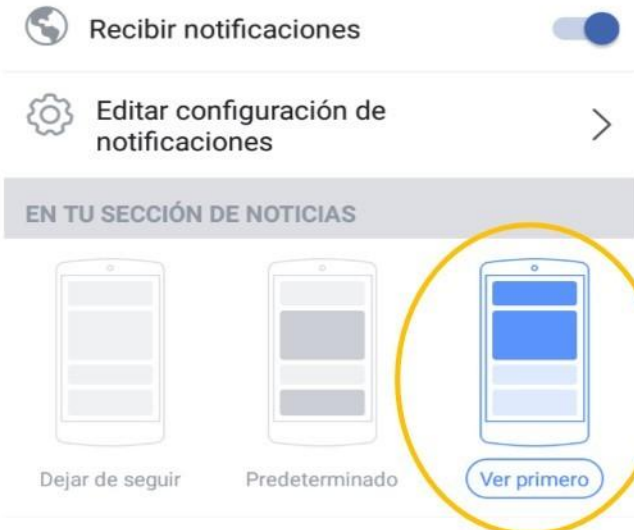 Recibir notificaciones
Editar configuración de
notificaciones
EN TU SECCIÓN DE NOTICIAS
Dejar de seguir
Predeterminado
Ver primero